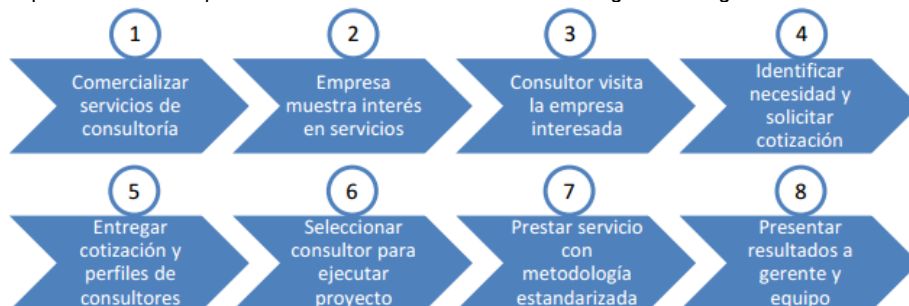 1
Comercializar
servicios de
consultoría
2
Empresa
muestra interés
en servicios
3
Consultor visita
la empresa
interesada
4
Identificar
necesidad y
solicitar
cotización
5
Entregar
cotización y
perfiles de
consultores
6
Seleccionar
consultor para
ejecutar
proyecto
7
Prestar servicio
con
metodología
estandarizada
8
Presentar
resultados a
gerente y
equipo